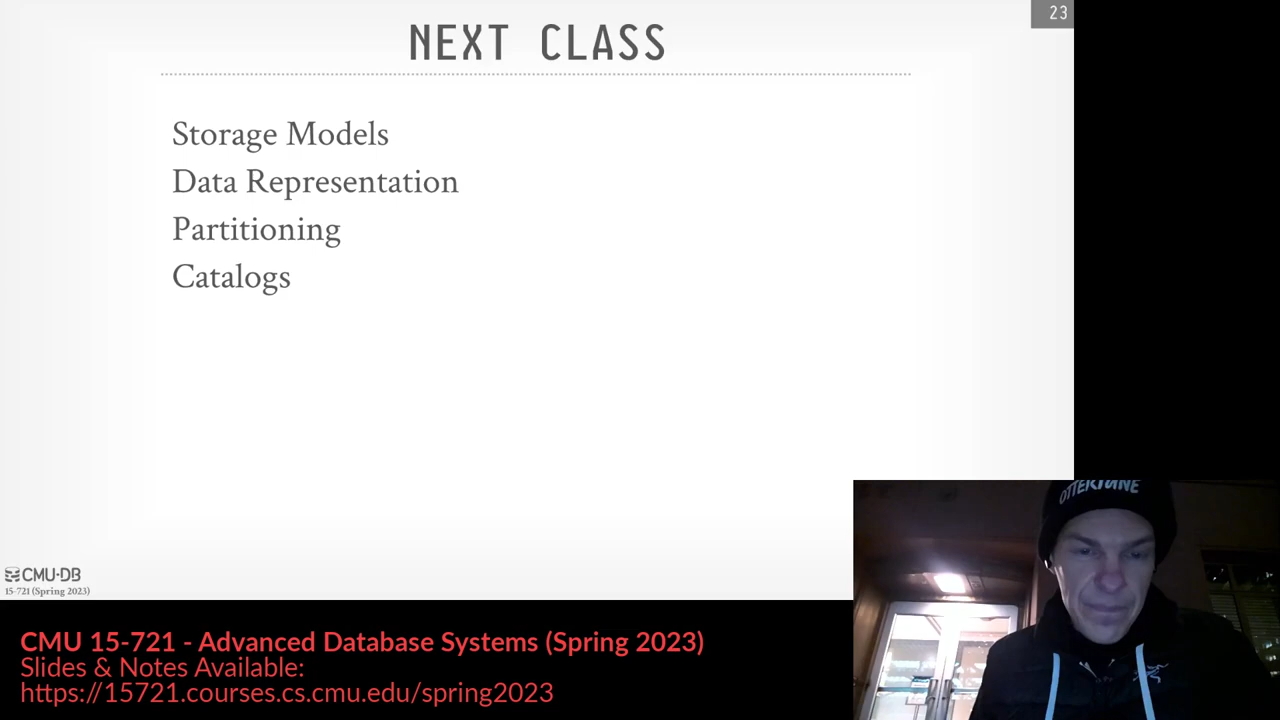 23
NEXT CLASS
Storage Models
Data Representation
Partitioning
Catalogs
CMU·DB
15-721 (Spring 2023)
OTTERTUNE
CMU 15-721 - Advanced Database Systems (Spring 2023)
Slides & Notes Available:
https://15721.courses.cs.cmu.edu/spring2023